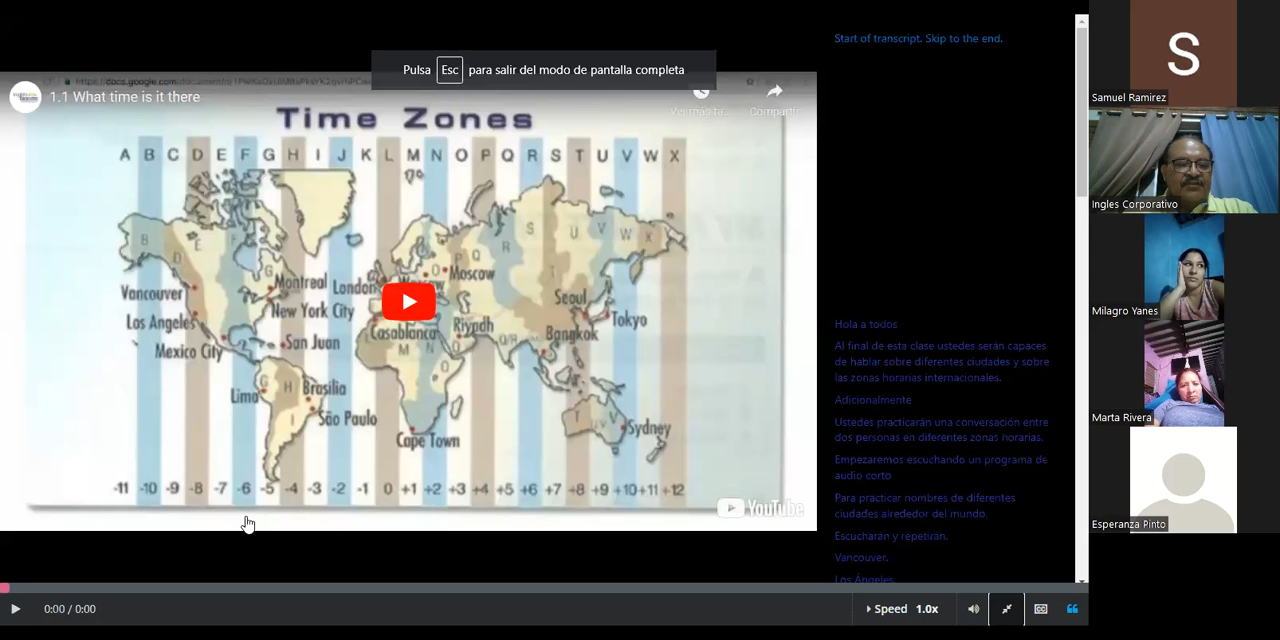 Start of transcript. Skip to the end.
Pulsa Esc para salir del modo de pantalla completa
1.1 What time is it there
Ver más ta...
Compartir
Time Zones
A B C D E F G H I J K L M N O P Q R S T U V W X
B
D
E
F
G
M
N
O
P
Q
R
S
T
U
V
W
X
Vancouver
Los Angeles
Mexico City
Montreal
New York City
San Juan
Lima
Brasilia
São Paulo
London
Moscow
Casablanca
Riyadh
Cape Town
Seoul
Tokyo
Bangkok
Sydney
-11 -10 -9 -8 -7 -6 -5 -4 -3 -2 -1 0 +1 +2 +3 +4 +5 +6 +7 +8 +9 +10 +11 +12
YouTube
Hola a todos
Al final de esta clase ustedes serán capaces
de hablar sobre diferentes ciudades y sobre
las zonas horarias internacionales.
Adicionalmente
Ustedes practicarán una conversación entre
dos personas en diferentes zonas horarias.
Empezaremos escuchando un programa de
audio corto
Para practicar nombres de diferentes
ciudades alrededor del mundo.
Escucharán y repetirán.
Vancouver.
Los Ángeles
0:00 / 0:00
Speed 1.0x
S
Samuel Ramirez
Ingles Corporativo
Milagro Yanes
Marta Rivera
Esperanza Pinto